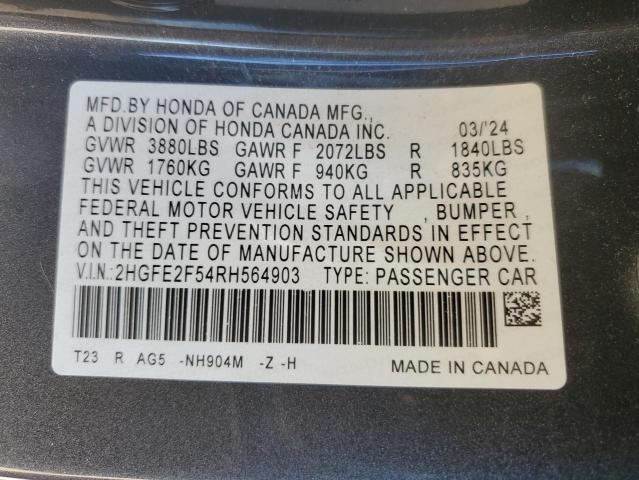 MFD.BY HONDA OF CANADA MFG.,
A DIVISION OF HONDA CANADA INC. 03/'24
GVWR 3880LBS GAWR F 2072LBS R 1840LBS
GVWR 1760KG GAWR F 940KG R 835KG
THIS VEHICLE CONFORMS TO ALL APPLICABLE
FEDERAL MOTOR VEHICLE SAFETY , BUMPER ,
AND THEFT PREVENTION STANDARDS IN EFFECT
ON THE DATE OF MANUFACTURE SHOWN ABOVE.
V.I.N.:2HGFE2F54RH564903 TYPE: PASSENGER CAR
T23 R AG5 -NH904M -Z -H
MADE IN CANADA